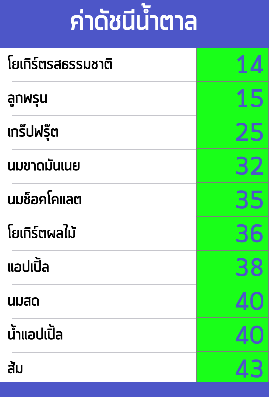 ค่าดัชนีน้ำตาล
โยเกิร์ตรสธรรมชาติ 14
ลูกพรุน 15
เกร็ปฟรุ๊ต 25
นมขาดมันเนย 32
นมช็อคโคแลต 35
โยเกิร์ตผลไม้ 36
แอปเปิ้ล 38
นมสด 40
น้ำแอปเปิ้ล 40
ส้ม 43